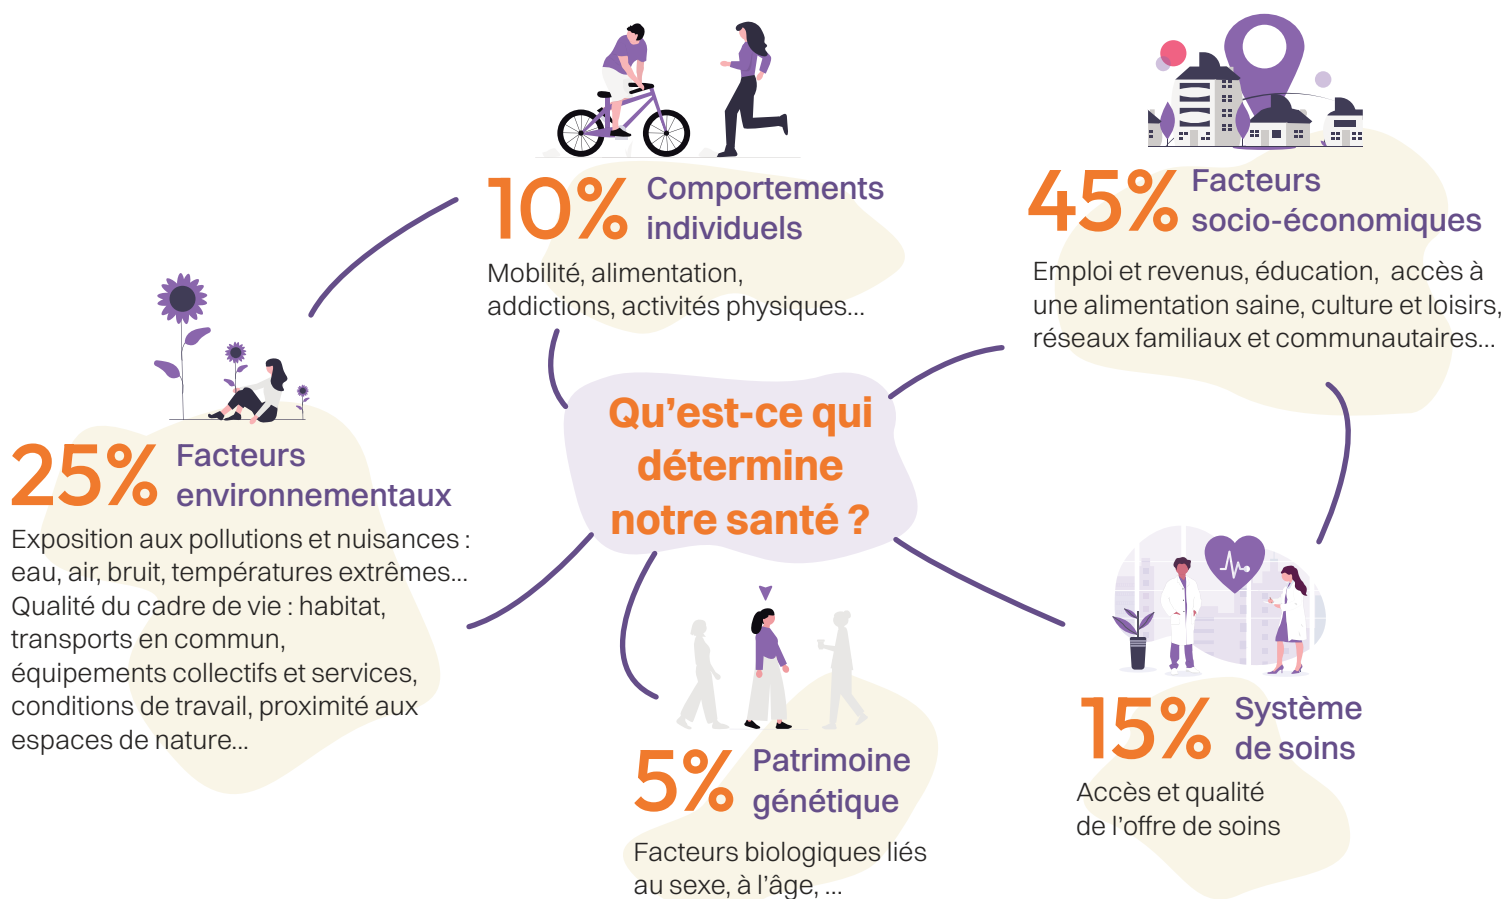 10% Comportements
individuels
Mobilité, alimentation,
addictions, activités physiques...
45% Facteurs
socio-économiques
Emploi et revenus, éducation, accès à
une alimentation saine, culture et loisirs,
réseaux familiaux et communautaires...
Qu’est-ce qui
détermine
notre santé ?
25% Facteurs
environnementaux
Exposition aux pollutions et nuisances :
eau, air, bruit, températures extrêmes...
Qualité du cadre de vie : habitat,
transports en commun,
équipements collectifs et services,
conditions de travail, proximité aux
espaces de nature...
5% Patrimoine
génétique
Facteurs biologiques liés
au sexe, à l’âge, ...
15% Système
de soins
Accès et qualité
de l’offre de soins